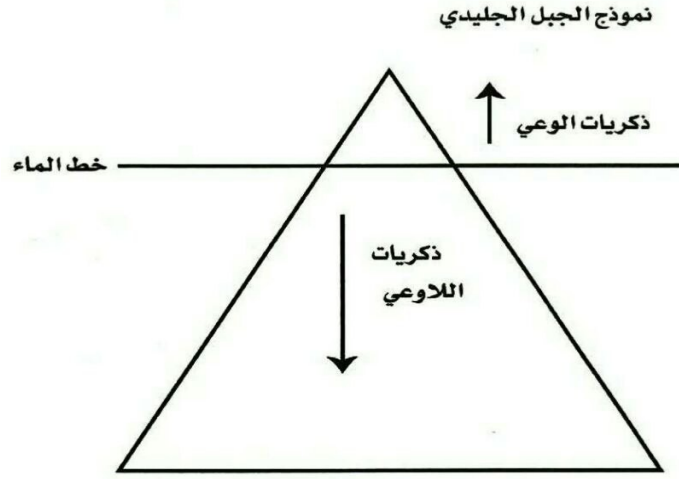 نموذج الجبل الجليدي
ذكريات الوعي
خط الماء
ذكريات
اللاوعي